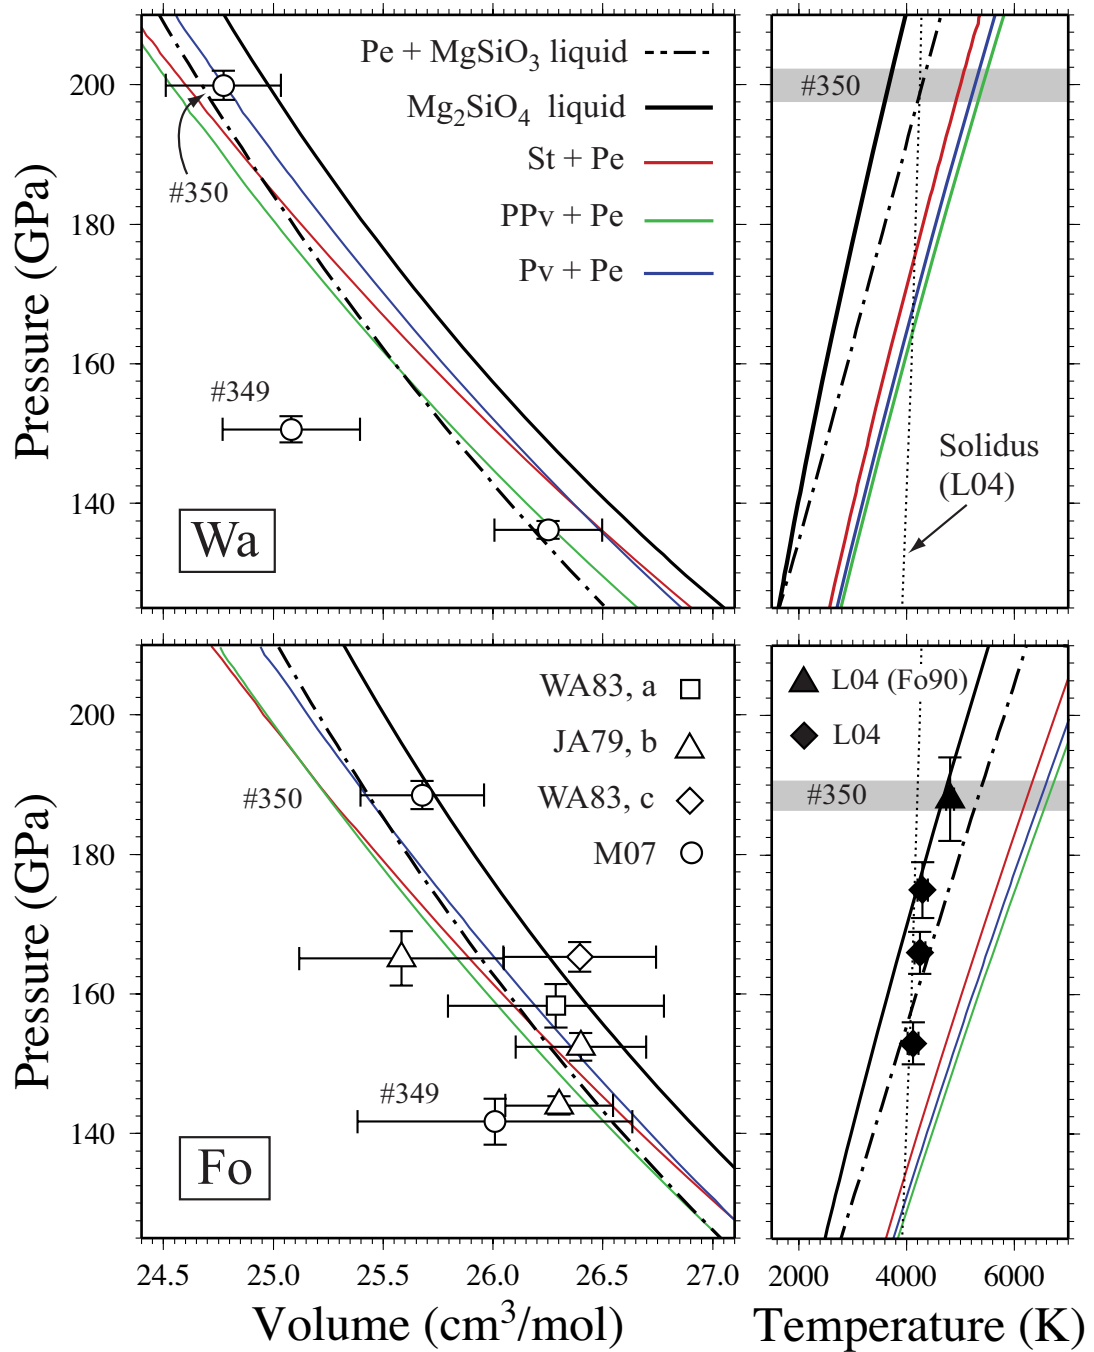 Pressure (GPa)
200
180
160
140
Pe + MgSiO3 liquid
Mg2SiO4 liquid
St + Pe
PPv + Pe
Pv + Pe
#350
#349
Wa
#350
Solidus
(L04)
Pressure (GPa)
200
180
160
140
WA83, a
JA79, b
WA83, c
M07
#350
#349
Fo
L04 (Fo90)
L04
#350
24.5 25.0 25.5 26.0 26.5 27.0
Volume (cm3/mol)
2000 4000 6000
Temperature (K)